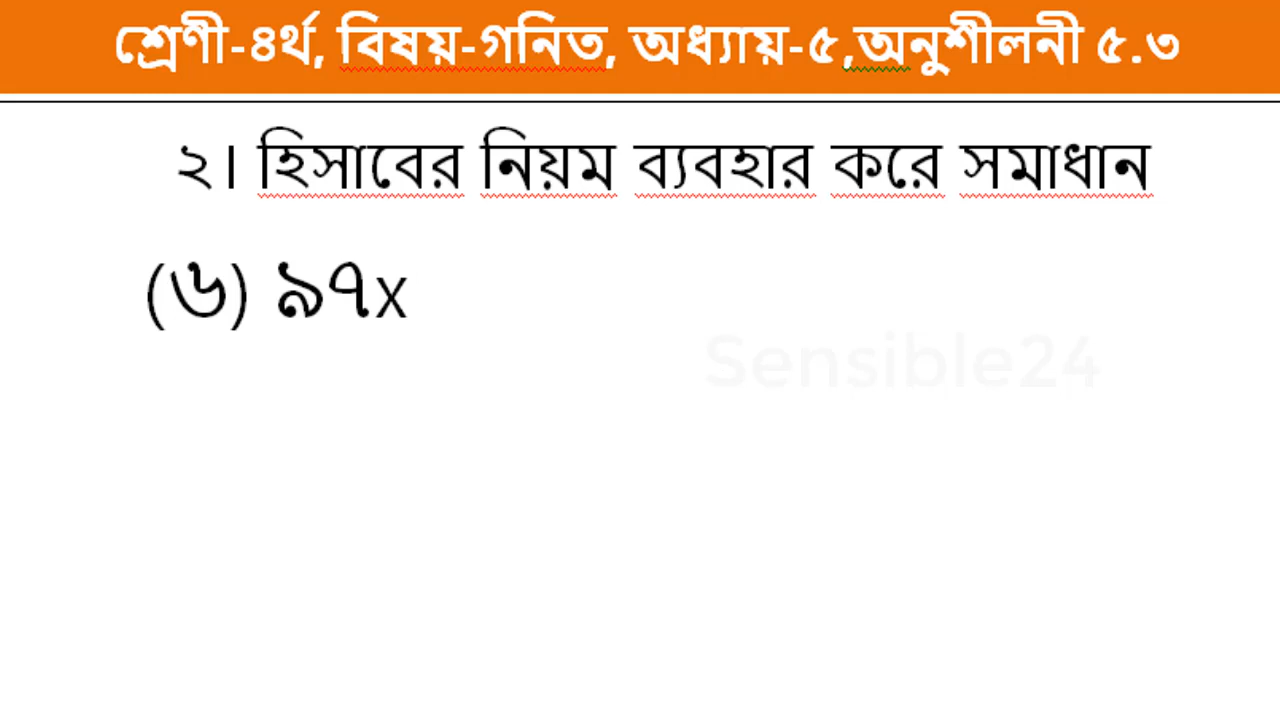 শ্রেণী-৪র্থ, বিষয়-গনিত, অধ্যায়-৫,অনুশীলনী ৫.৩
২। হিসাবের নিয়ম ব্যবহার করে সমাধান
(৬) ৯৭x
Sensible24